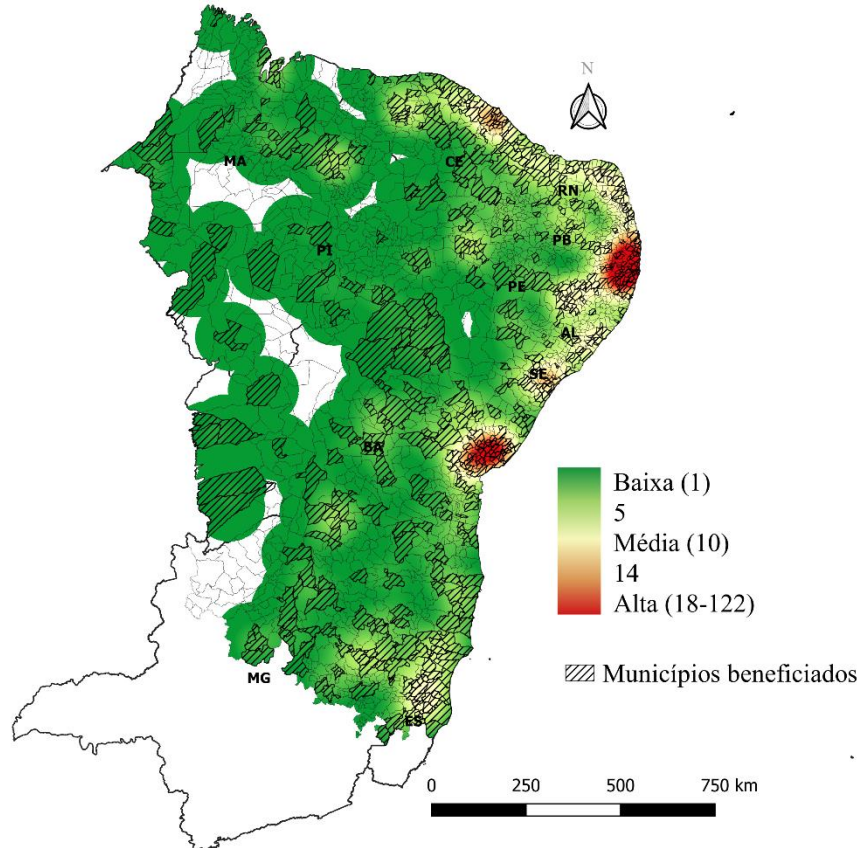 N
MA
CE
RN
PI
PB
PE
AL
SE
BA
Baixa (1)
5
Média (10)
14
Alta (18-122)
Municípios beneficiados
MG
ES
0 250 500 750 km